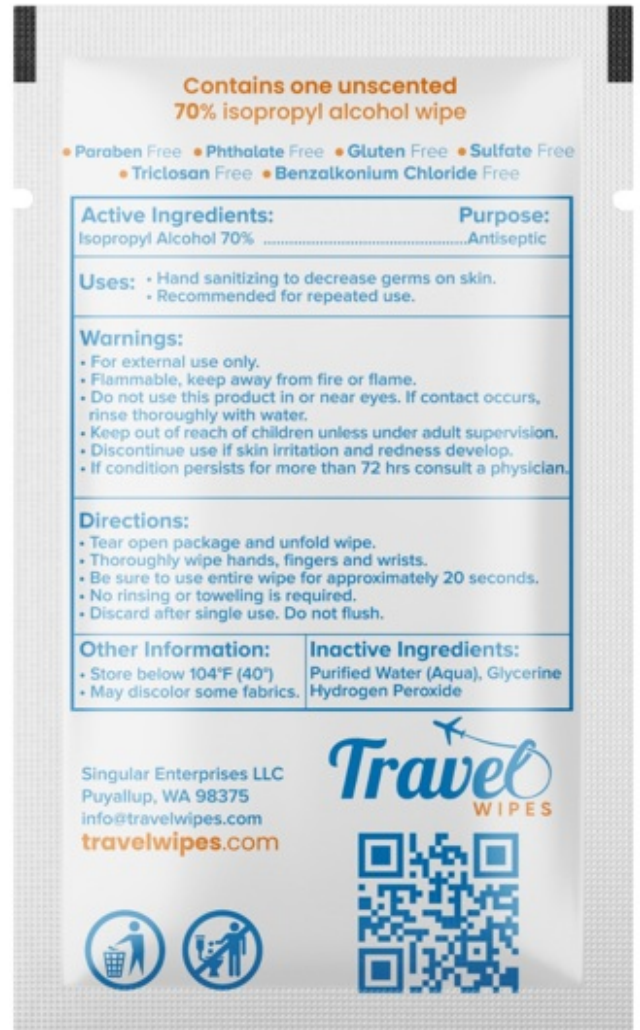 Contains one unscented
70% isopropyl alcohol wipe
• Paraben Free • Phthalate Free • Gluten Free • Sulfate Free
• Triclosan Free • Benzalkonium Chloride Free
Active Ingredients: Purpose:
Isopropyl Alcohol 70% ................................................Antiseptic
Uses: • Hand sanitizing to decrease germs on skin.
• Recommended for repeated use.
Warnings:
• For external use only.
• Flammable, keep away from fire or flame.
• Do not use this product in or near eyes. If contact occurs,
rinse thoroughly with water.
• Keep out of reach of children unless under adult supervision.
• Discontinue use if skin irritation and redness develop.
• If condition persists for more than 72 hrs consult a physician.
Directions:
• Tear open package and unfold wipe.
• Thoroughly wipe hands, fingers and wrists.
• Be sure to use entire wipe for approximately 20 seconds.
• No rinsing or toweling is required.
• Discard after single use. Do not flush.
Other Information:
• Store below 104°F (40°)
• May discolor some fabrics.
Inactive Ingredients:
Purified Water (Aqua), Glycerine
Hydrogen Peroxide
Singular Enterprises LLC
Puyallup, WA 98375
info@travelwipes.com
travelwipes.com
Travel
WIPES